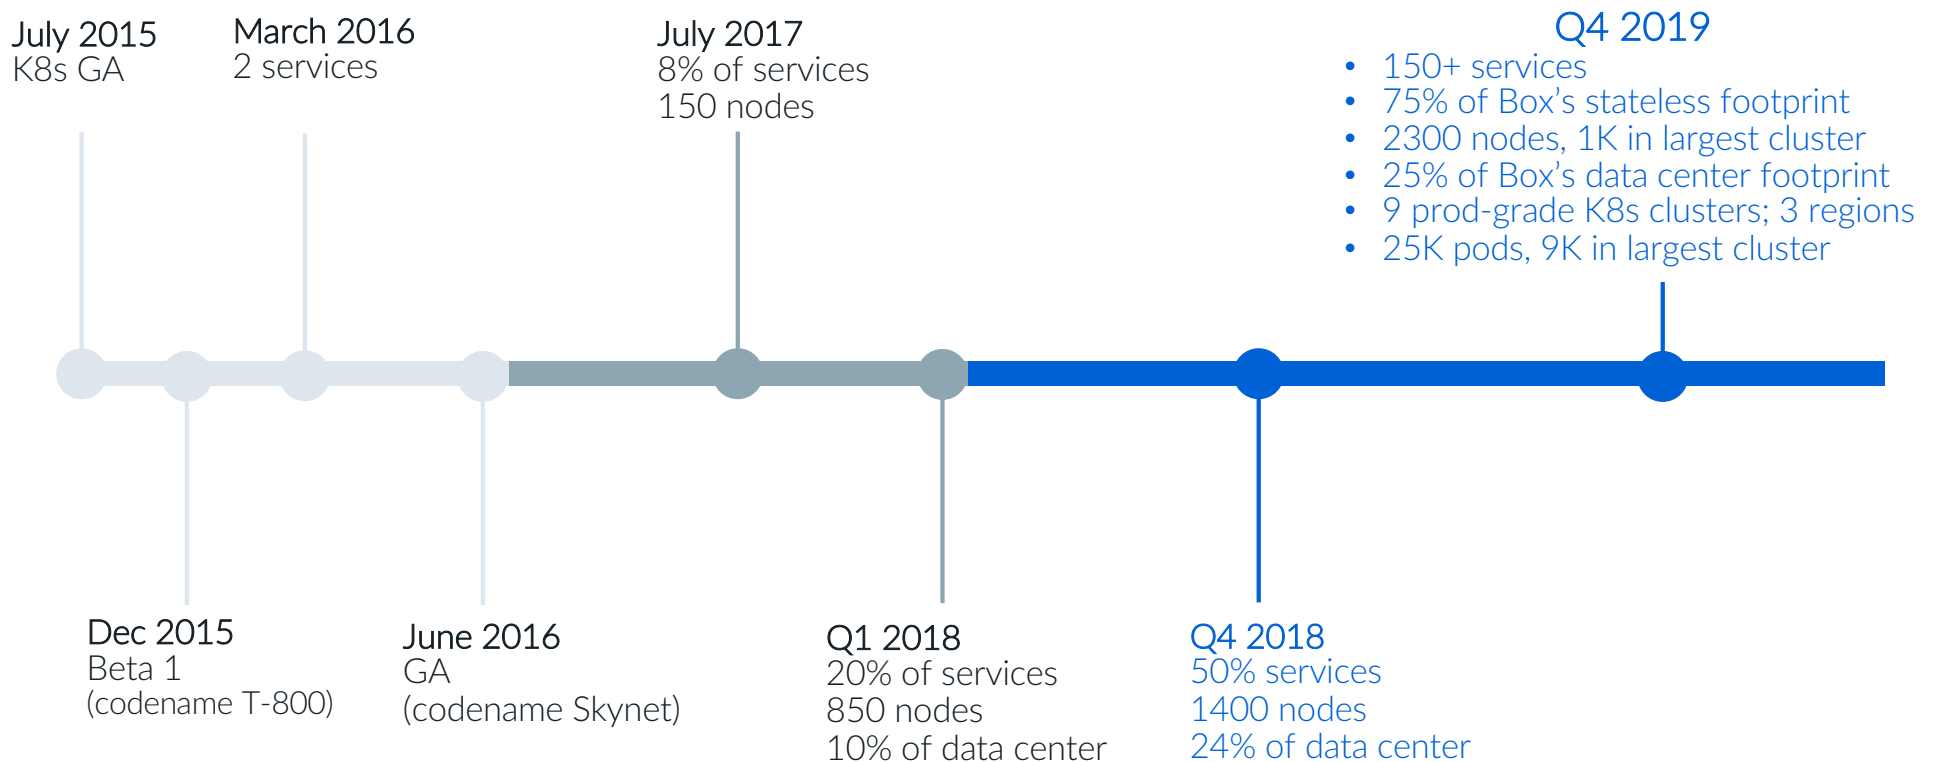 July 2015
K8s GA
March 2016
2 services
July 2017
8% of services
150 nodes
Q4 2019
• 150+ services
• 75% of Box’s stateless footprint
• 2300 nodes, 1K in largest cluster
• 25% of Box’s data center footprint
• 9 prod-grade K8s clusters; 3 regions
• 25K pods, 9K in largest cluster
Dec 2015
Beta 1
(codename T-800)
June 2016
GA
(codename Skynet)
Q1 2018
20% of services
850 nodes
10% of data center
Q4 2018
50% services
1400 nodes
24% of data center